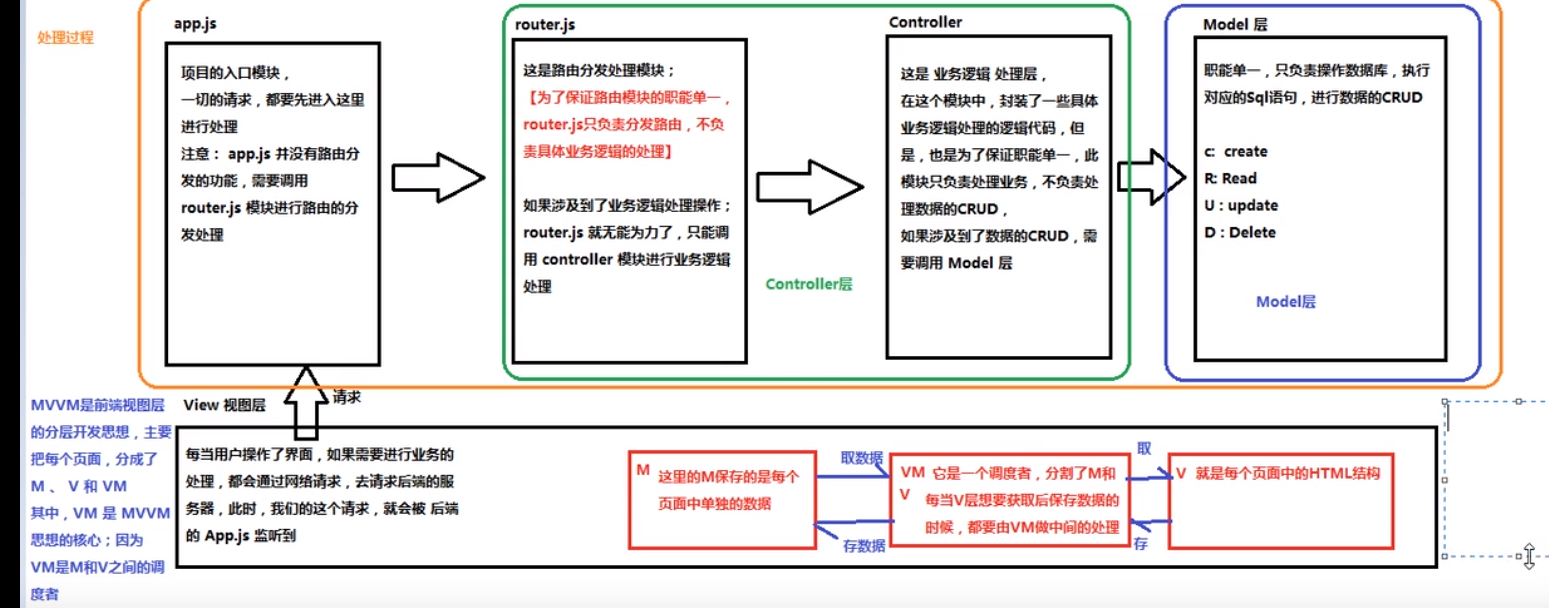 处理过程
app.js
项目的入口模块，
一切的请求，都要先进入这里
进行处理
注意： app.js 并没有路由分
发的功能，需要调用
router.js 模块进行路由的分
发处理
router.js
这是路由分发处理模块；
【为了保证路由模块的职能单一，
router.js只负责分发路由，不负
责具体业务逻辑的处理】
如果涉及到了业务逻辑处理操作；
router.js 就无能为力了，只能调
用 controller 模块进行业务逻辑
处理
Controller层
Controller
这是 业务逻辑 处理层，
在这个模块中，封装了一些具体
业务逻辑处理的逻辑代码，但
是，也是为了保证职能单一，此
模块只负责处理业务，不负责处
理数据的CRUD，
如果涉及到了数据的CRUD，需
要调用 Model 层
Model 层
职能单一，只负责操作数据库，执行
对应的Sql语句，进行数据的CRUD
c: create
R: Read
U : update
D : Delete
Model层
请求
MVVM是前端视图层
的分层开发思想，主要
把每个页面，分成了
M 、 V 和 VM
其中，VM 是 MVVM
思想的核心；因为
VM是M和V之间的调
度者
View 视图层
每当用户操作了界面，如果需要进行业务的
处理，都会通过网络请求，去请求后端的服
务器，此时，我们的这个请求，就会被 后端
的 App.js 监听到
M 这里的M保存的是每个
页面中单独的数据
取数据
存数据
VM 它是一个调度者，分割了M和
V 每当V层想要获取后保存数据的
时候，都要由VM做中间的处理
取
存
V 就是每个页面中的HTML结构